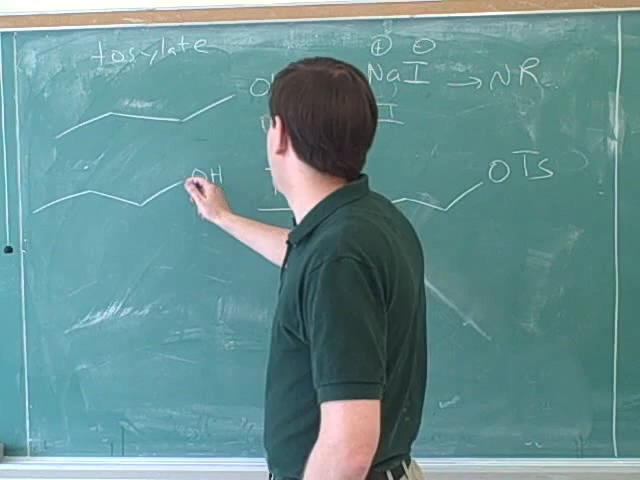 tosylate
⊕ ⊖
NaI → NR
I
OH
OTs